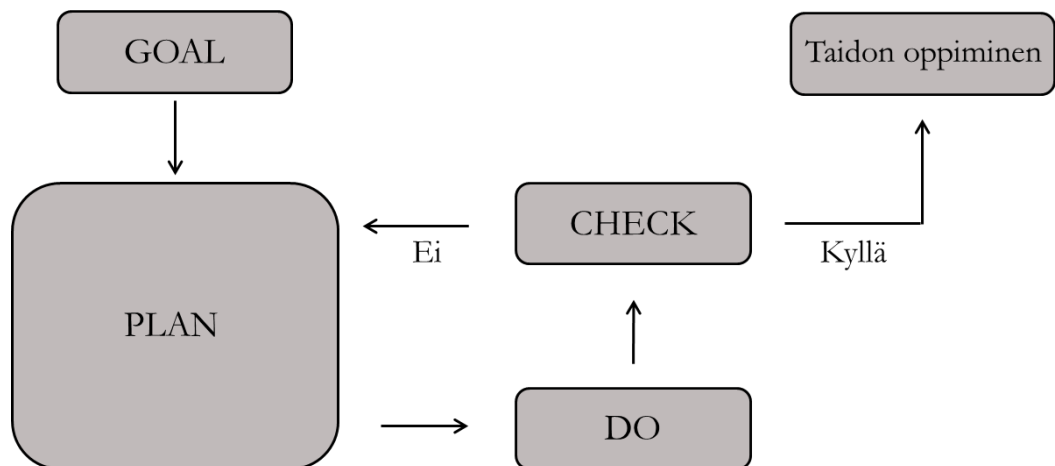 GOAL
Taidon oppiminen
CHECK
Ei
Kyllä
PLAN
DO